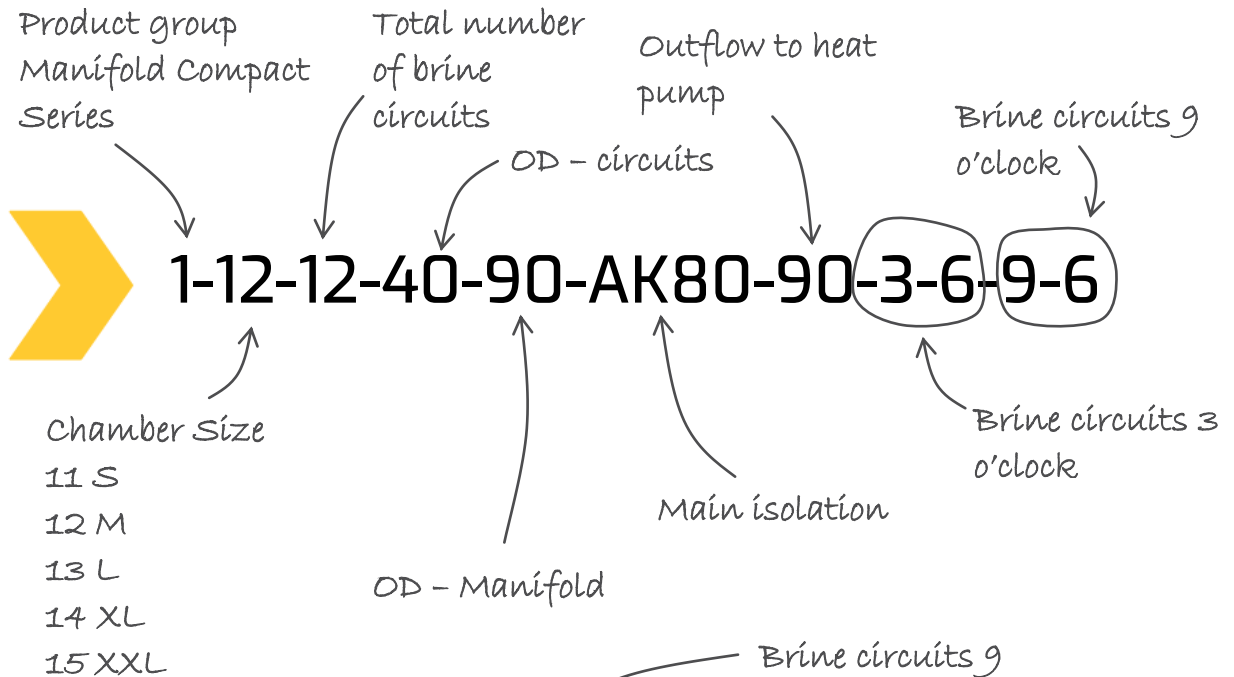 Product group
Manifold Compact
Series
Total number
of brine
circuits
OD – circuits
Outflow to heat
pump
Brine circuits 9
o'clock
1-12-12-40-90-AK80-90-3-6-9-6
Chamber Size
11 S
12 M
13 L
14 XL
15 XXL
OD – Manifold
Main isolation
Brine circuits 3
o'clock
Brine circuits 9